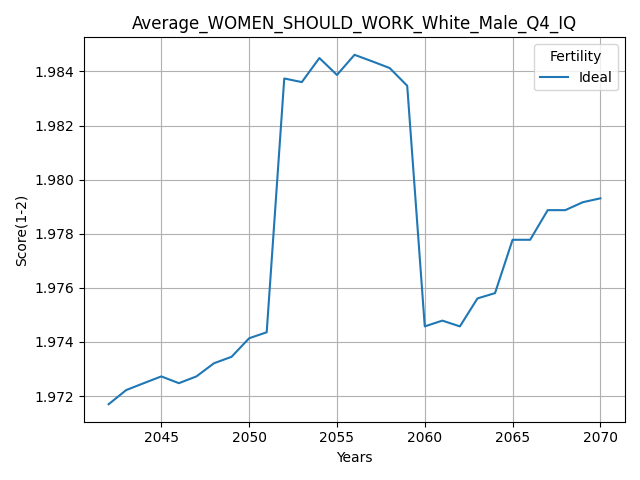 Average_WOMEN_SHOULD_WORK_White_Male_Q4_IQ
Fertility
Ideal
1.984
1.982
1.980
1.978
1.976
1.974
1.972
Score(1-2)
2045 2050 2055 2060 2065 2070
Years